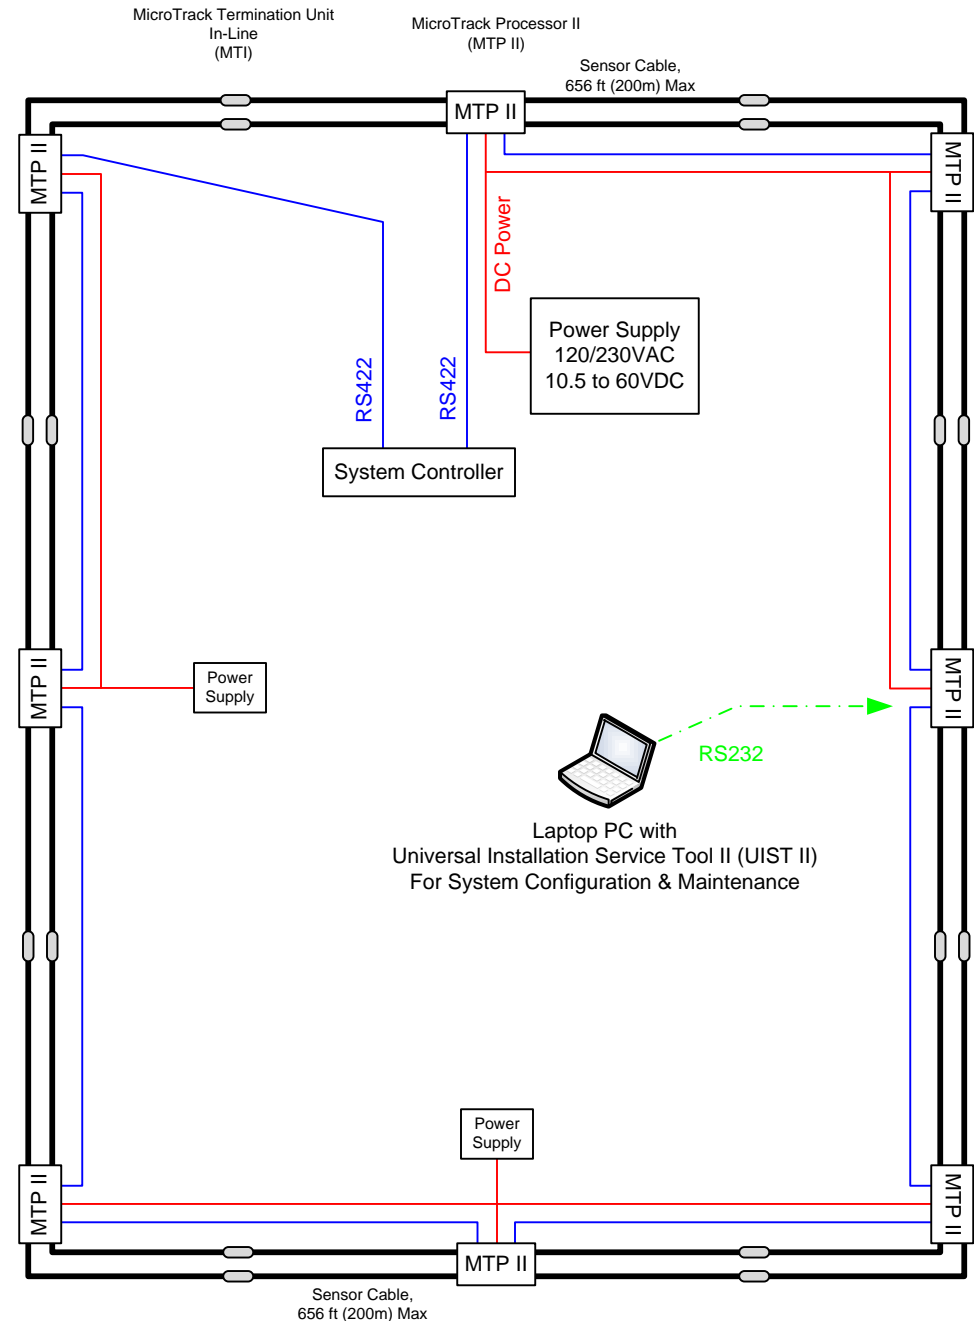 MicroTrack Termination Unit
In-Line
(MTI)
MicroTrack Processor II
(MTP II)
Sensor Cable,
656 ft (200m) Max
MTP II
MTP II
MTP II
DC Power
Power Supply
120/230VAC
10.5 to 60VDC
RS422
RS422
System Controller
MTP II
Power
Supply
MTP II
RS232
Laptop PC with
Universal Installation Service Tool II (UIST II)
For System Configuration & Maintenance
Power
Supply
MTP II
MTP II
MTP II
Sensor Cable,
656 ft (200m) Max